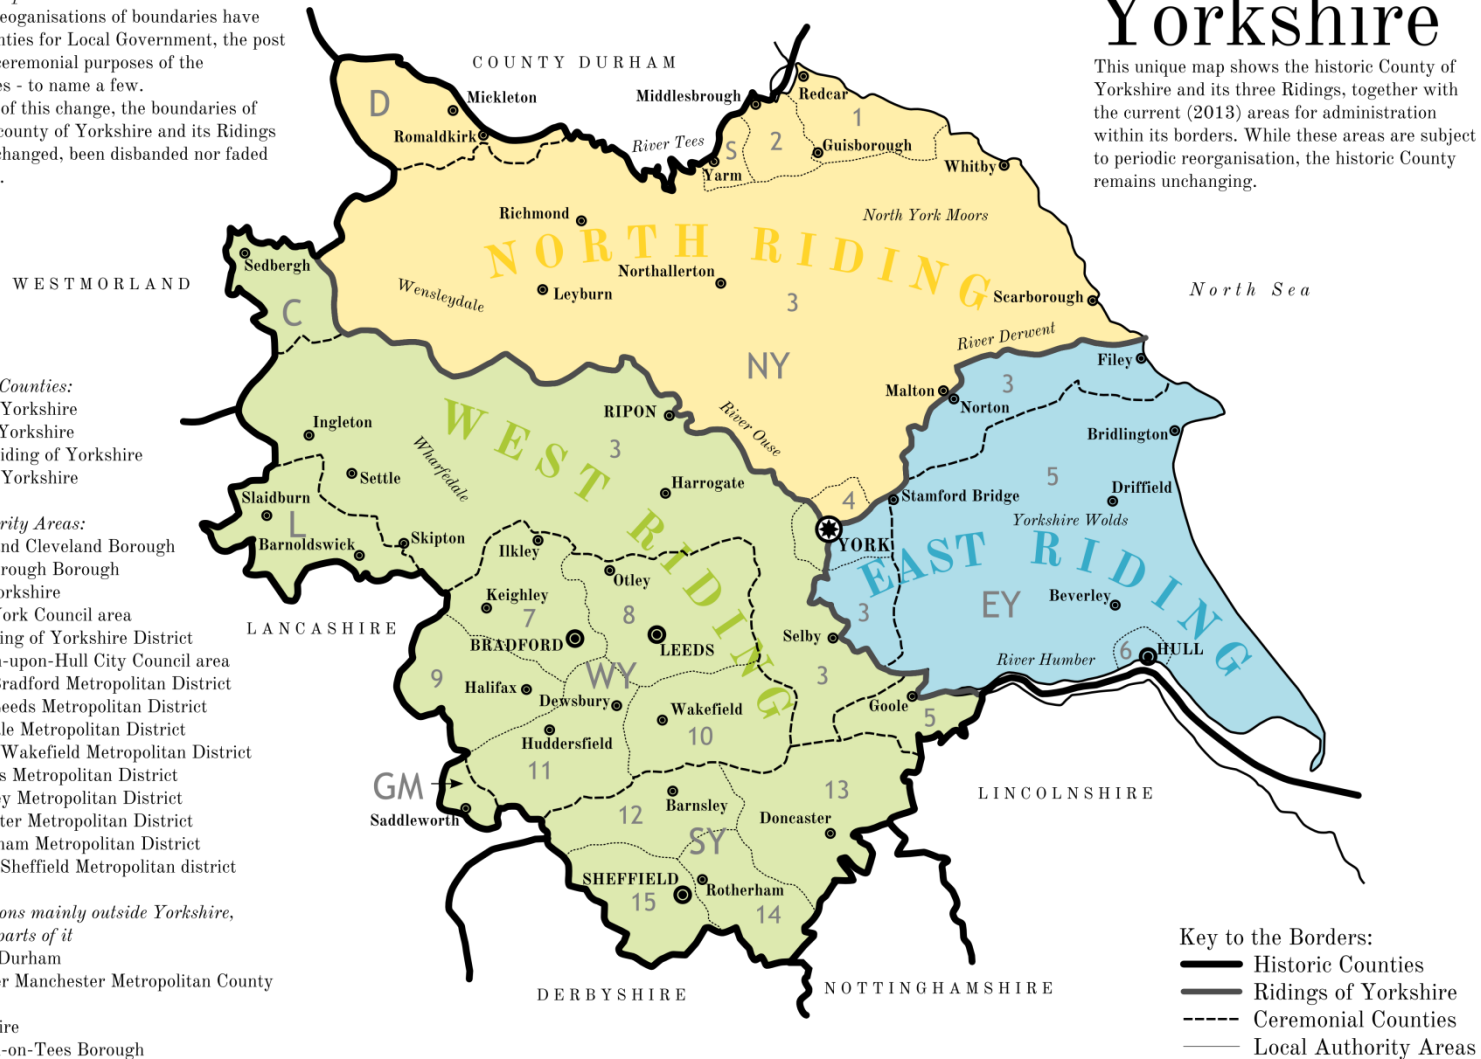 eoganisations of boundaries have
nties for Local Government, the post
ceremonial purposes of the
es - to name a few.
of this change, the boundaries of
county of Yorkshire and its Ridings
changed, been disbanded nor faded
.
Yorkshire
This unique map shows the historic County of
Yorkshire and its three Ridings, together with
the current (2013) areas for administration
within its borders. While these areas are subject
to periodic reorganisation, the historic County
remains unchanging.
COUNTY DURHAM
D
Mickleton
Romaldkirk
Middlesbrough
Redcar
1
2
S
River Tees
Yarm
Guisborough
Whitby
Richmond
North York Moors
NORTH RIDING
Sedbergh
WESTMORLAND
Northallerton
Leyburn
Wensleydale
3
Scarborough
North Sea
C
NY
River Derwent
Filey
3
Malton
Norton
Counties:
Yorkshire
Yorkshire
iding of Yorkshire
Yorkshire
Ingleton
RIPON
River Ouse
3
WEST RIDING
Wharfedale
Settle
Harrogate
Bridlington
5
Driffield
Stamford Bridge
Yorkshire Wolds
4
YORK
EAST RIDING
Slaidburn
L
Barnoldswick
Skipton
Ilkley
Otley
rity Areas:
nd Cleveland Borough
rough Borough
orkshire
ork Council area
ing of Yorkshire District
n-upon-Hull City Council area
Bradford Metropolitan District
eeds Metropolitan District
le Metropolitan District
Wakefield Metropolitan District
s Metropolitan District
ey Metropolitan District
ter Metropolitan District
ham Metropolitan District
Sheffield Metropolitan district
Keighley
7
8
BRADFORD
LEEDS
LANCASHIRE
Selby
3
EY
Beverley
6
HULL
River Humber
WY
9
Halifax
Dewsbury
Wakefield
10
3
Goole
5
Huddersfield
11
GM
Saddleworth
12
Barnsley
13
Doncaster
SY
LINCOLNSHIRE
SHEFFIELD
15
Rotherham
14
ons mainly outside Yorkshire,
parts of it
Durham
er Manchester Metropolitan County
ire
-on-Tees Borough
DERBYSHIRE
NOTTINGHAMSHIRE
Key to the Borders:
Historic Counties
Ridings of Yorkshire
Ceremonial Counties
Local Authority Areas